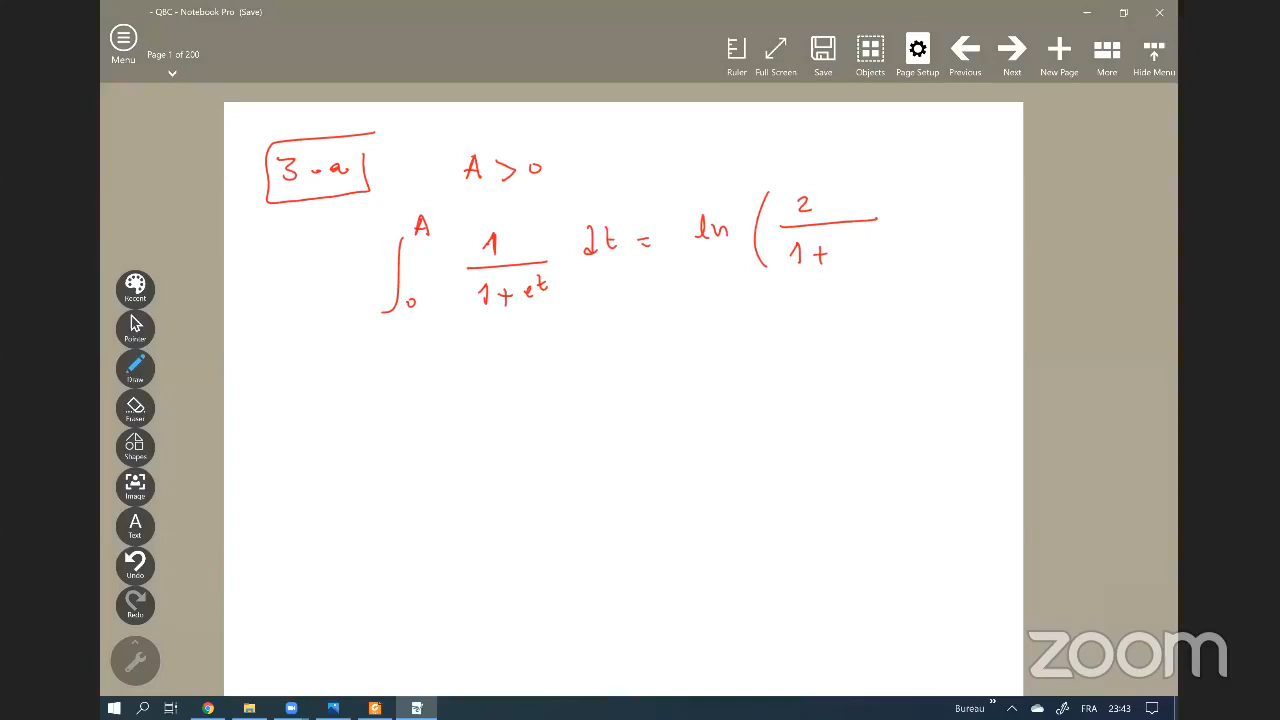 - QBC - Notebook Pro (Save)
Menu
Page 1 of 200
Ruler
Full Screen
Save
Objects
Page Setup
Previous
Next
New Page
More
Hide Menu
3-a A > 0
∫₀ᴬ 1/(1+e^t) dt = ln (2/(1+
Recent
Pointer
Draw
Eraser
Shapes
Image
Text
Undo
Redo
zoom
Bureau
FRA
23:43